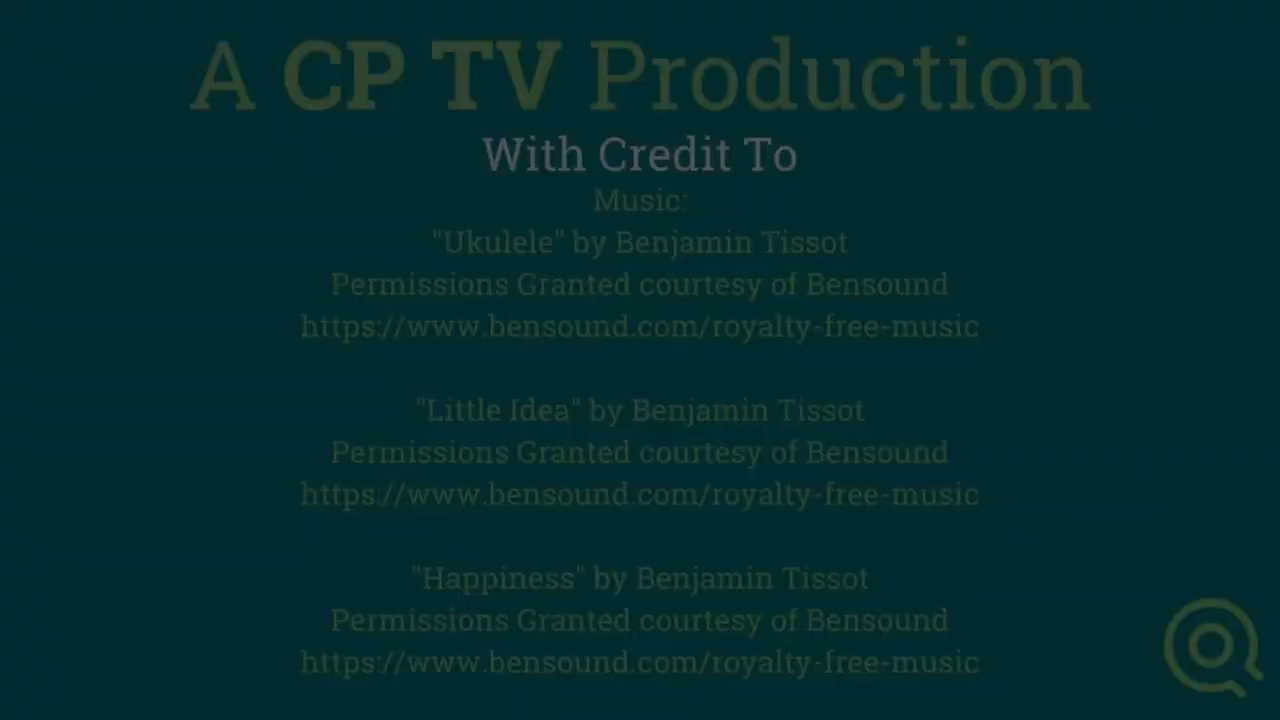 A CP TV Production
With Credit To
Music:
"Ukulele" by Benjamin Tissot
Permissions Granted courtesy of Bensound
https://www.bensound.com/royalty-free-music
"Little Idea" by Benjamin Tissot
Permissions Granted courtesy of Bensound
https://www.bensound.com/royalty-free-music
"Happiness" by Benjamin Tissot
Permissions Granted courtesy of Bensound
https://www.bensound.com/royalty-free-music